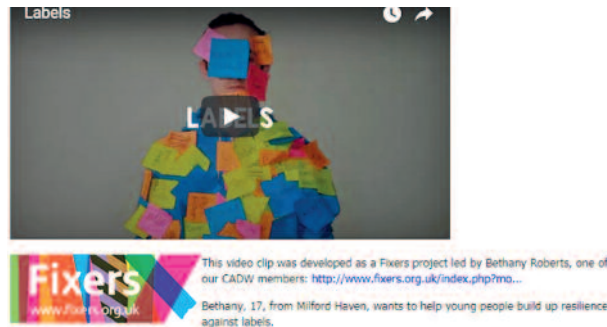 Labels
LABELS
Fixers
www.fixers.org.uk
This video clip was developed as a Fixers project led by Bethany Roberts, one of
our CADW members: http://www.fixers.org.uk/index.php?mo...
Bethany, 17, from Milford Haven, wants to help young people build up resilience
against labels.